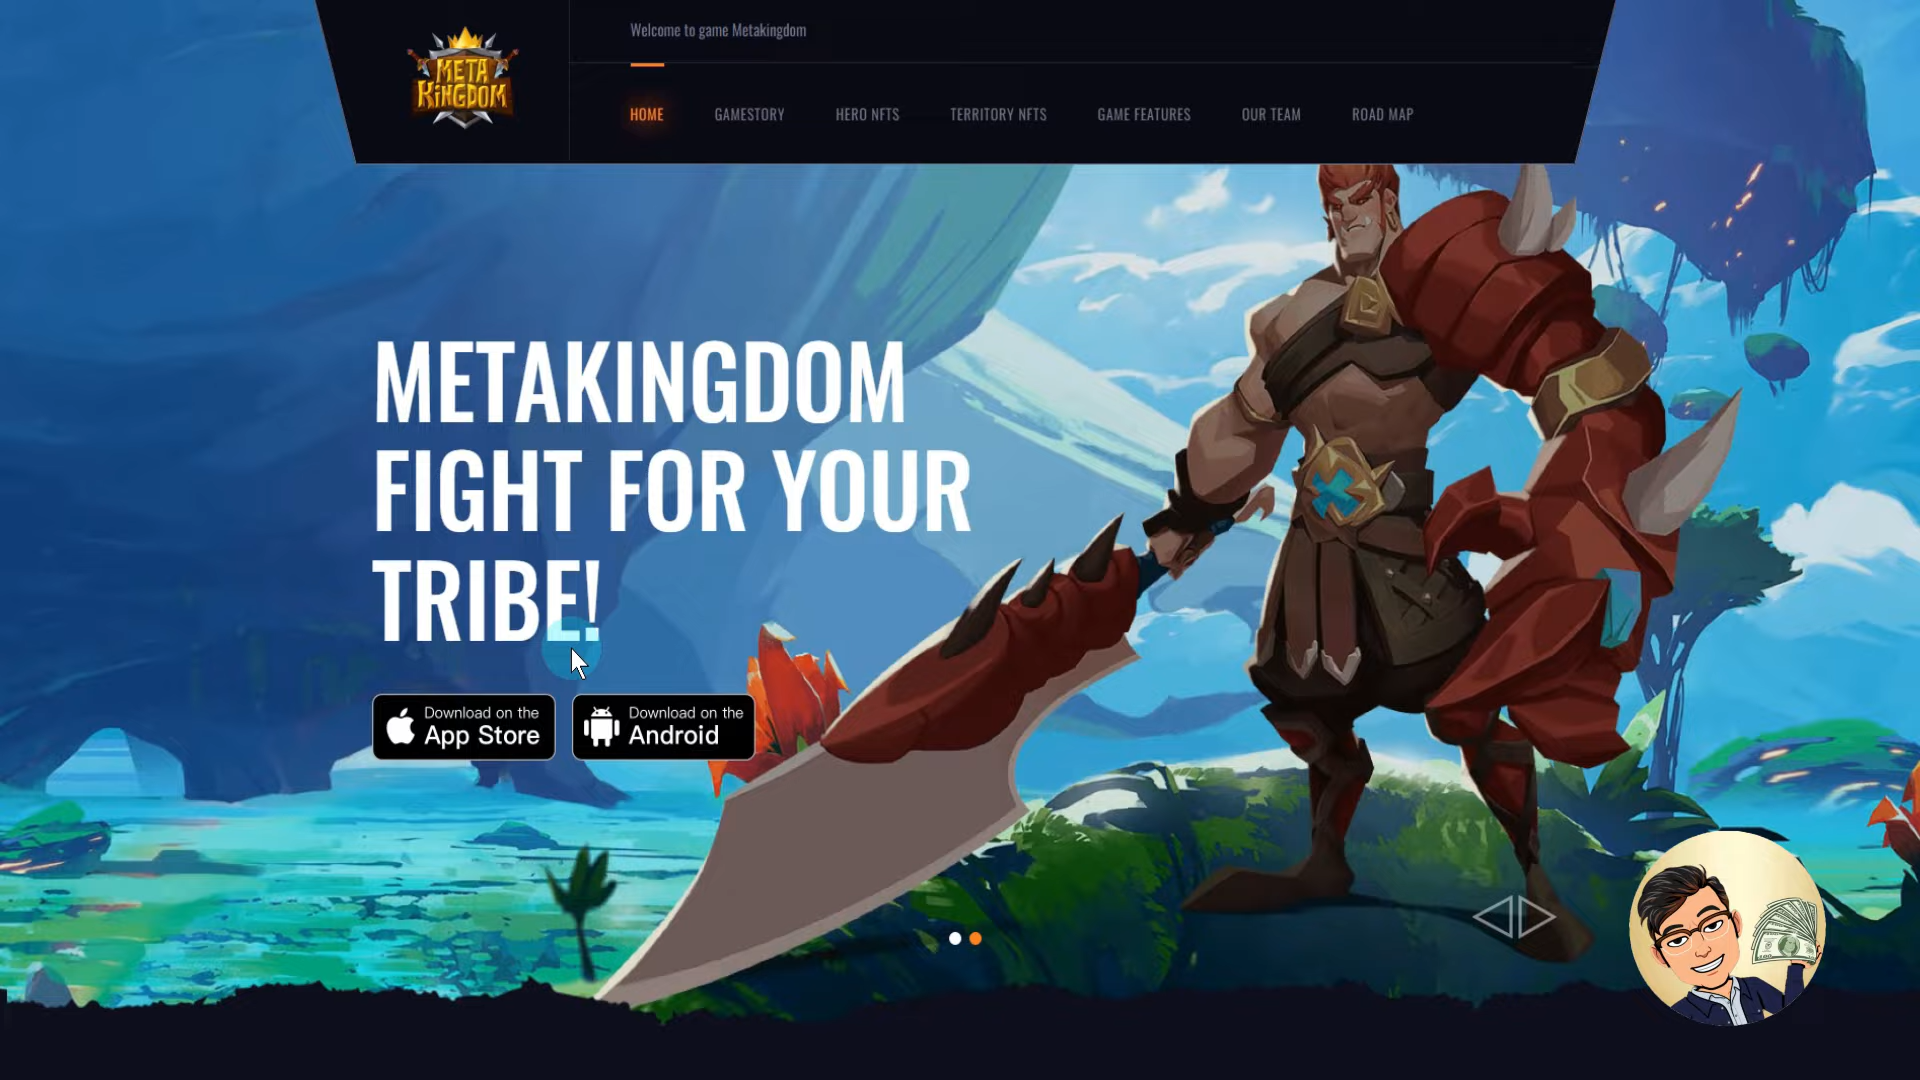 META
KINGDOM
Welcome to game Metakingdom
HOME GAMESTORY HERO NFTS TERRITORY NFTS GAME FEATURES OUR TEAM ROAD MAP
METAKINGDOM
FIGHT FOR YOUR
TRIBE!
Download on the
App Store
Download on the
Android